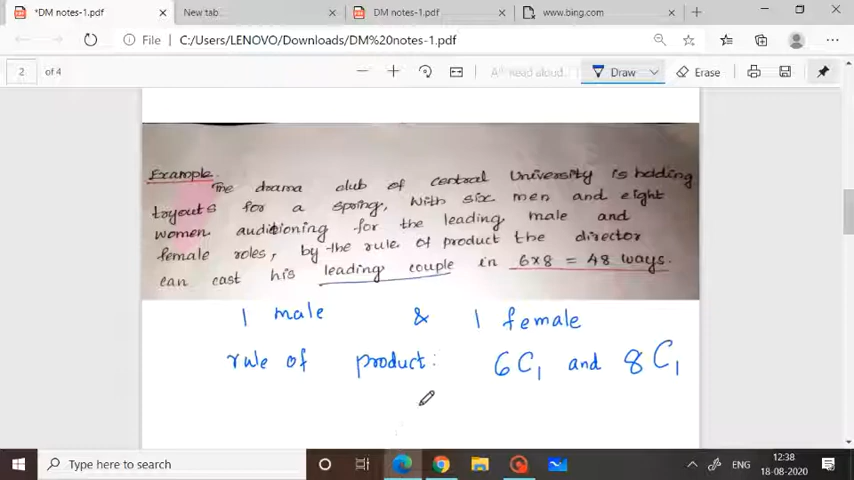 *DM notes-1.pdf
New tab
DM notes-1.pdf
www.bing.com
File
C:/Users/LENOVO/Downloads/DM%20notes-1.pdf
2
of 4
Read aloud
Draw
Erase
Example
The drama club of central University is holding
tryouts for a spring, With six men and eight
women auditioning for the leading male and
female roles, by the rule of product the director
can cast his leading couple in 6x8 = 48 ways.
1 male & 1 female
rule of product: 6C1 and 8C1
Type here to search
ENG
12:38
18-08-2020